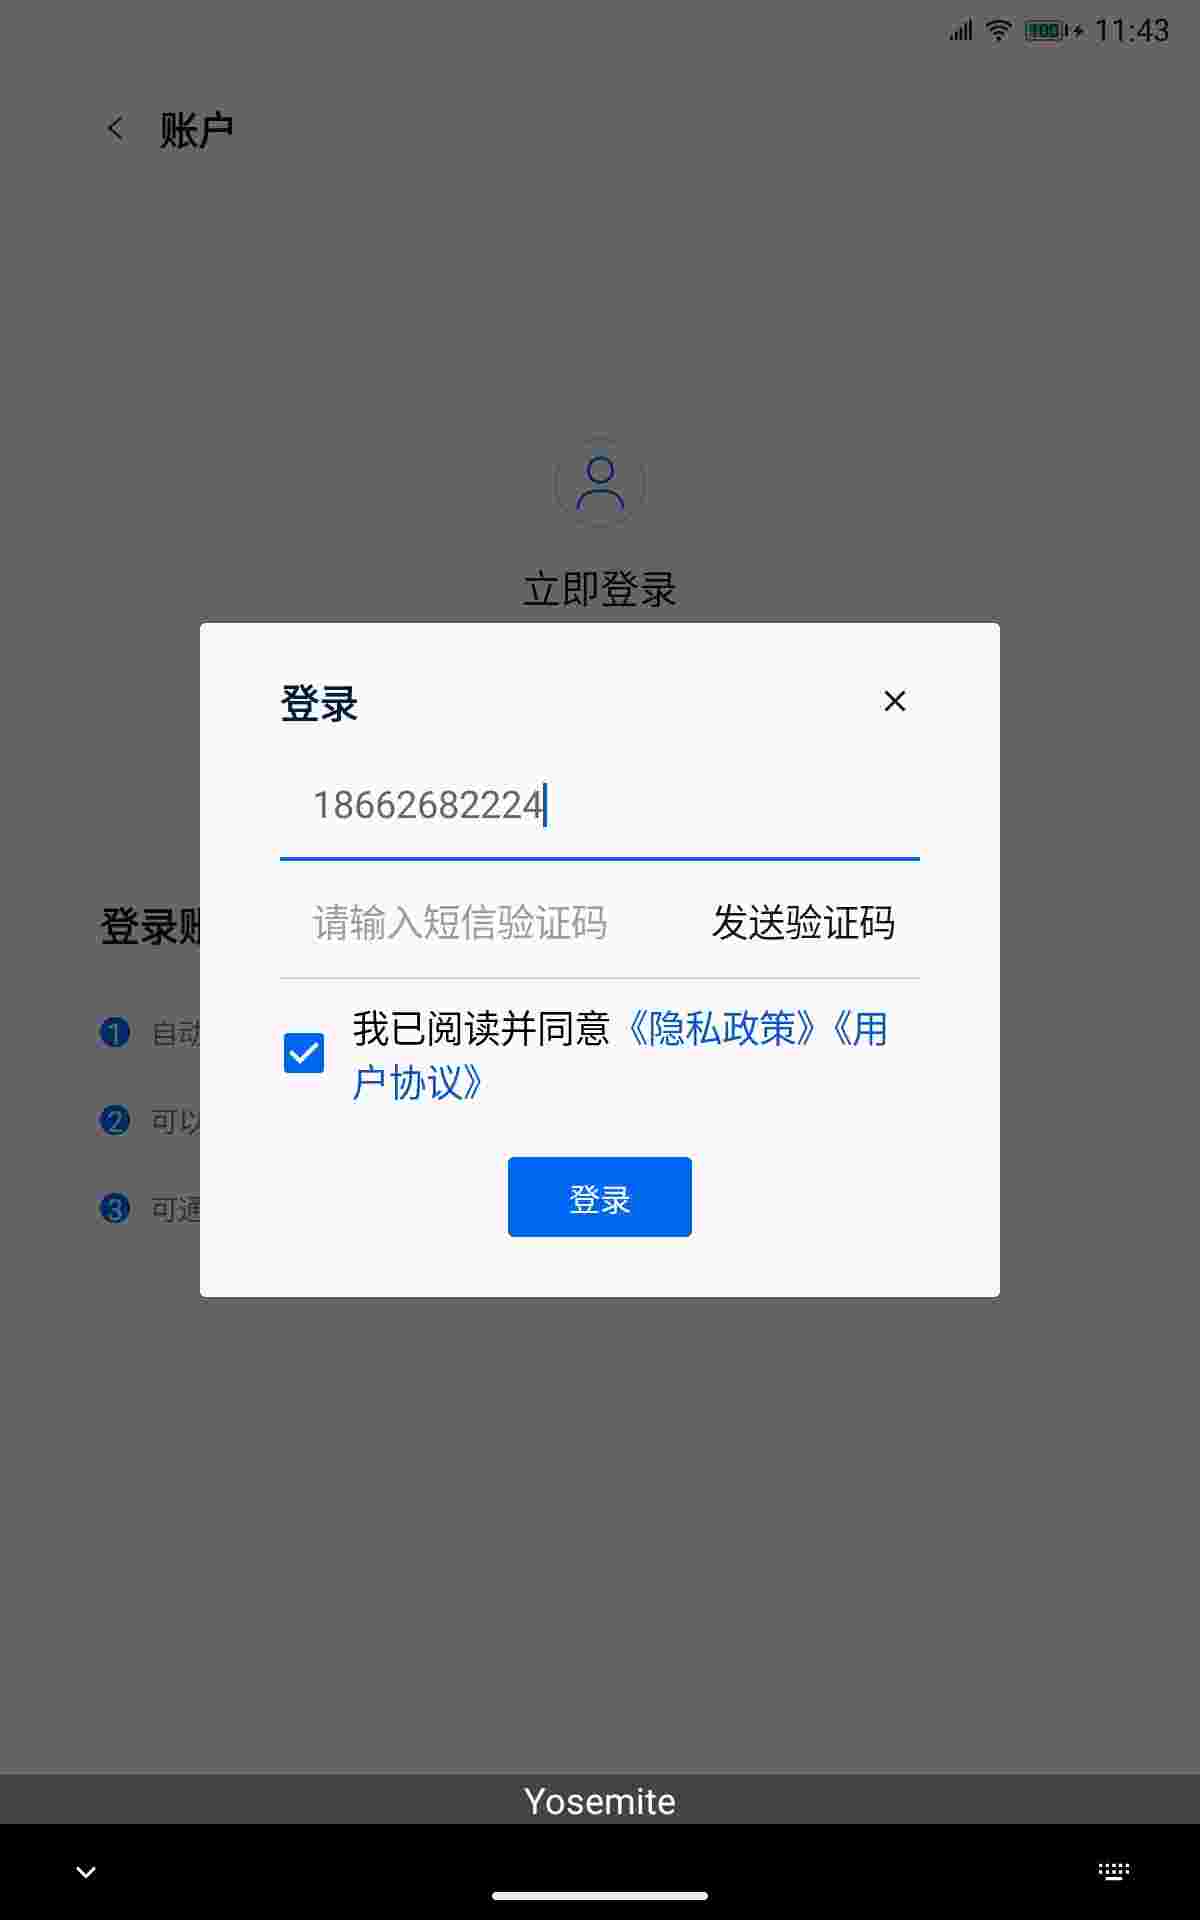 100 11:43
账户
立即登录
登录
18662682224
请输入短信验证码 发送验证码
登录账
我已阅读并同意《隐私政策》《用
户协议》
1 自动
2 可以
3 可通
登录
Yosemite